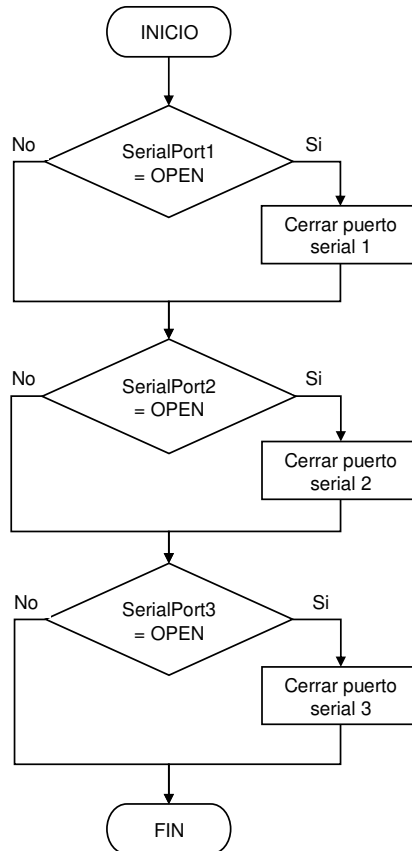 INICIO
No
Si
SerialPort1
= OPEN
Cerrar puerto
serial 1
No
Si
SerialPort2
= OPEN
Cerrar puerto
serial 2
No
Si
SerialPort3
= OPEN
Cerrar puerto
serial 3
FIN